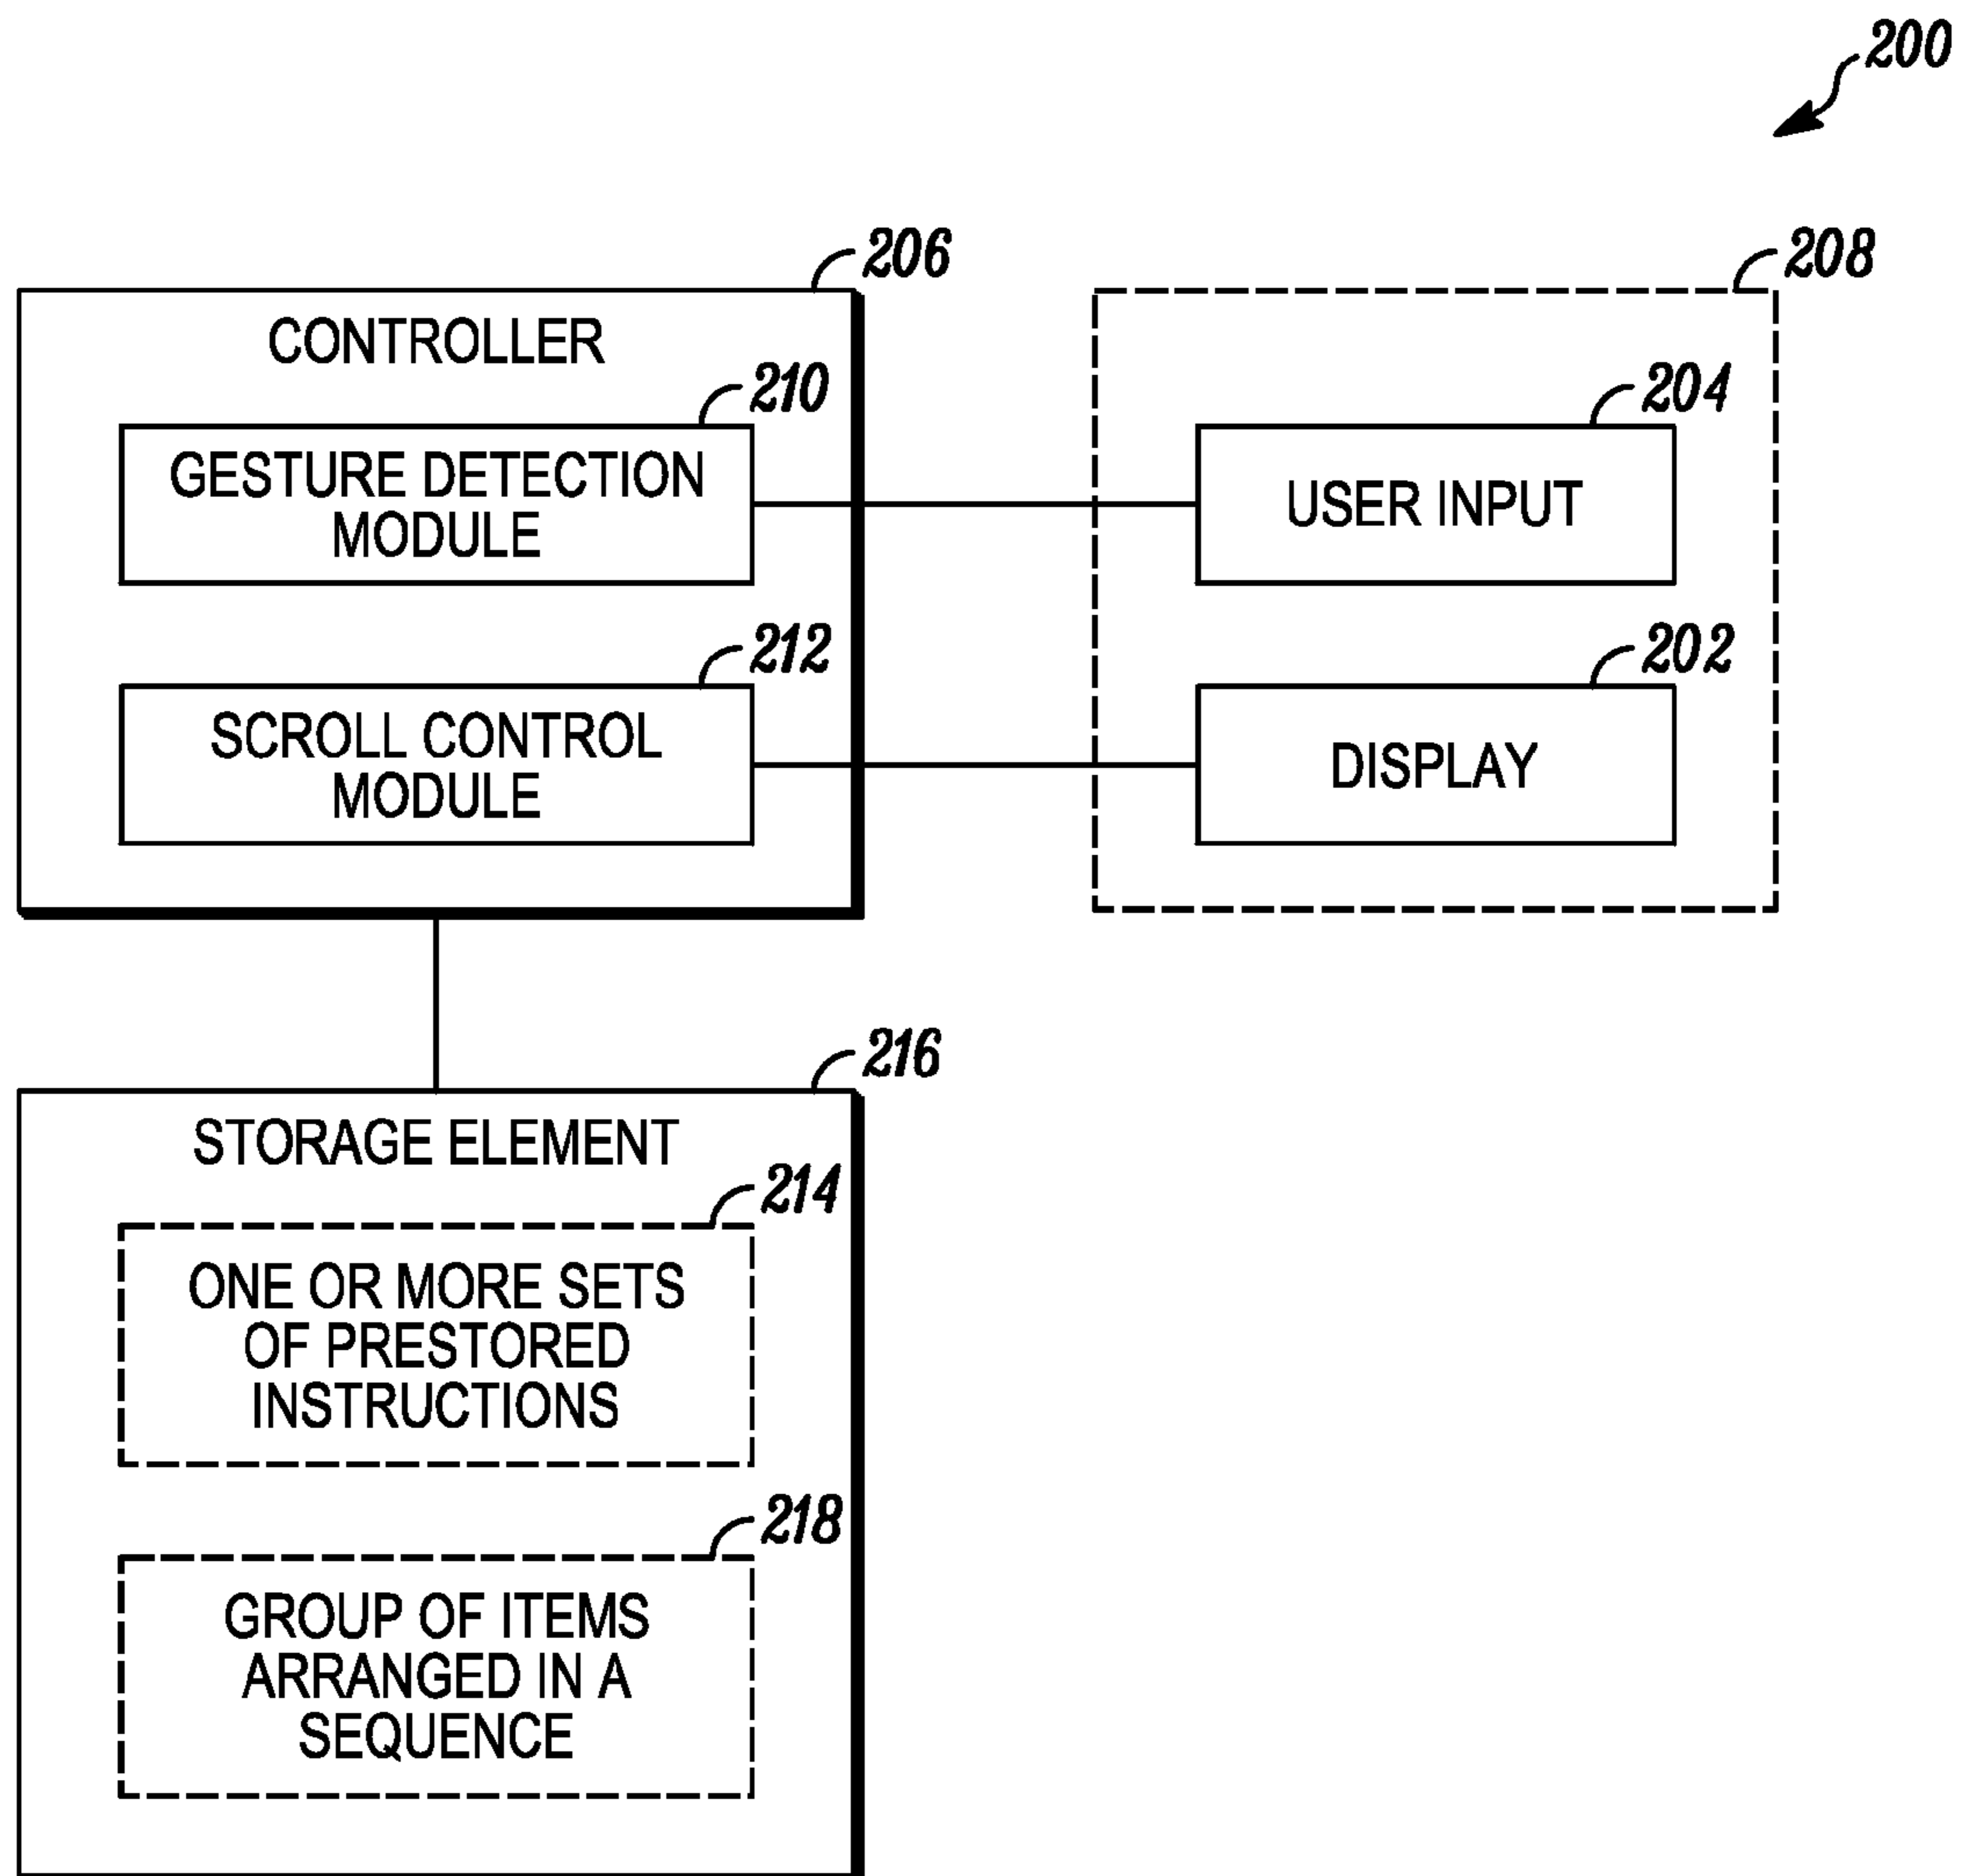 200
206
208
CONTROLLER
210
204
GESTURE DETECTION
MODULE
USER INPUT
212
202
SCROLL CONTROL
MODULE
DISPLAY
216
STORAGE ELEMENT
214
ONE OR MORE SETS
OF PRESTORED
INSTRUCTIONS
218
GROUP OF ITEMS
ARRANGED IN A
SEQUENCE